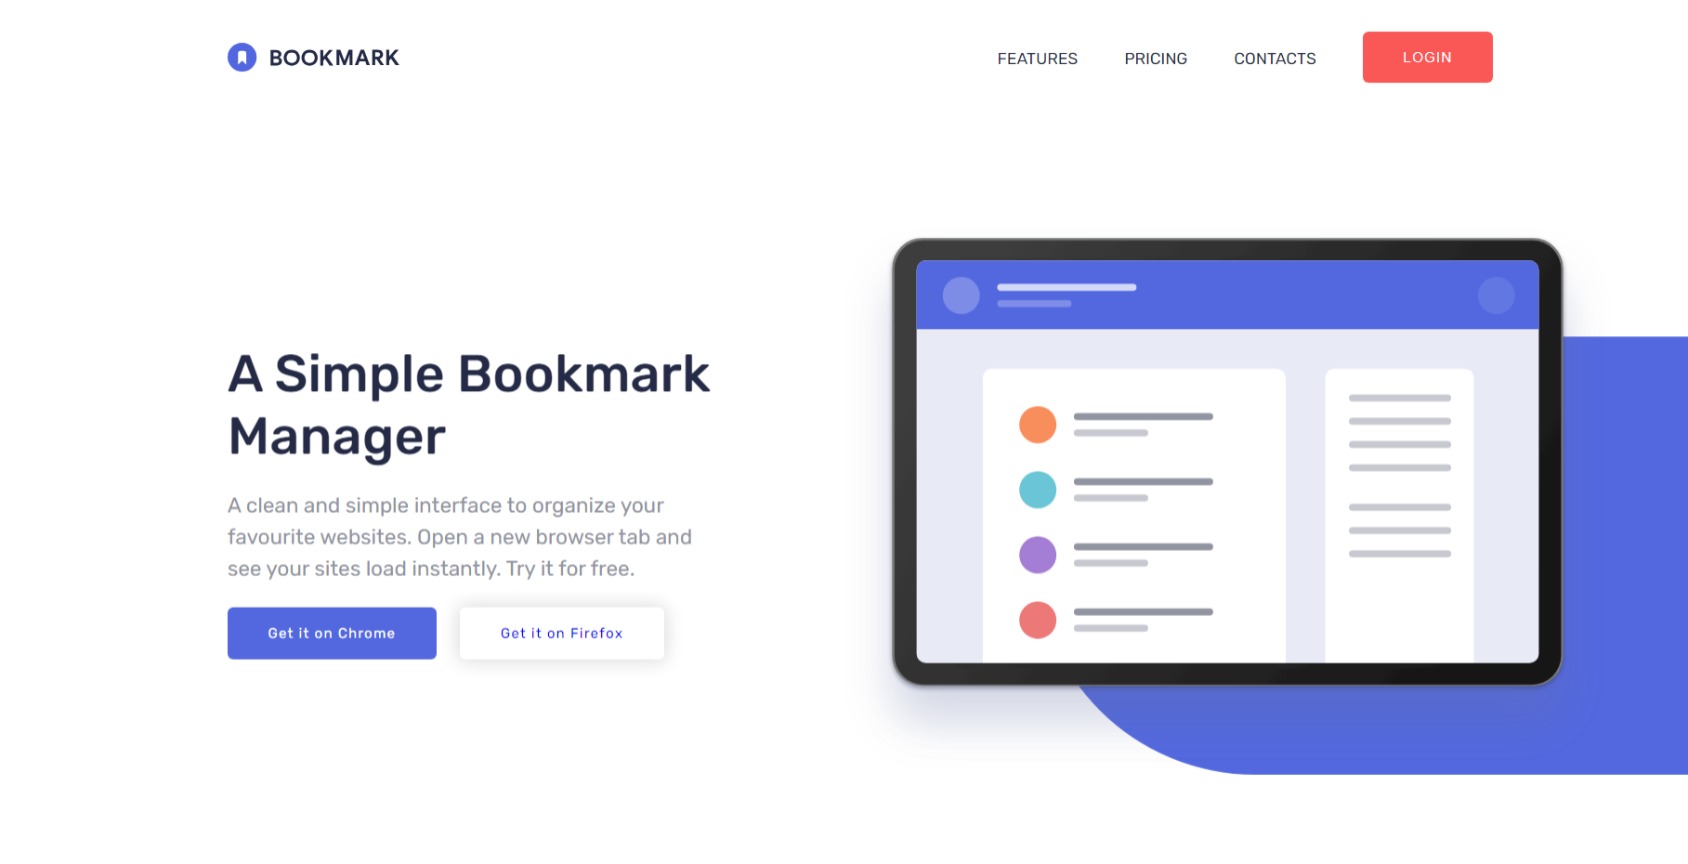 BOOKMARK
FEATURES PRICING CONTACTS LOGIN
A Simple Bookmark
Manager
A clean and simple interface to organize your
favourite websites. Open a new browser tab and
see your sites load instantly. Try it for free.
Get it on Chrome
Get it on Firefox